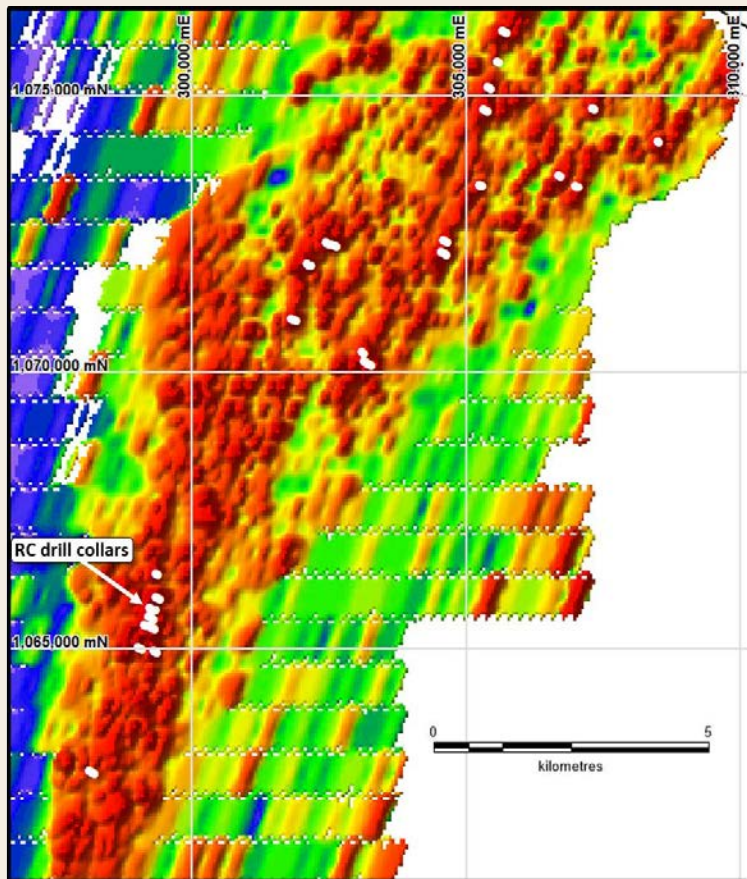 300,000 mE
305,000 mE
310,000 mE
1,075,000 mN
1,070,000 mN
RC drill collars
1,065,000 mN
0 5
kilometres